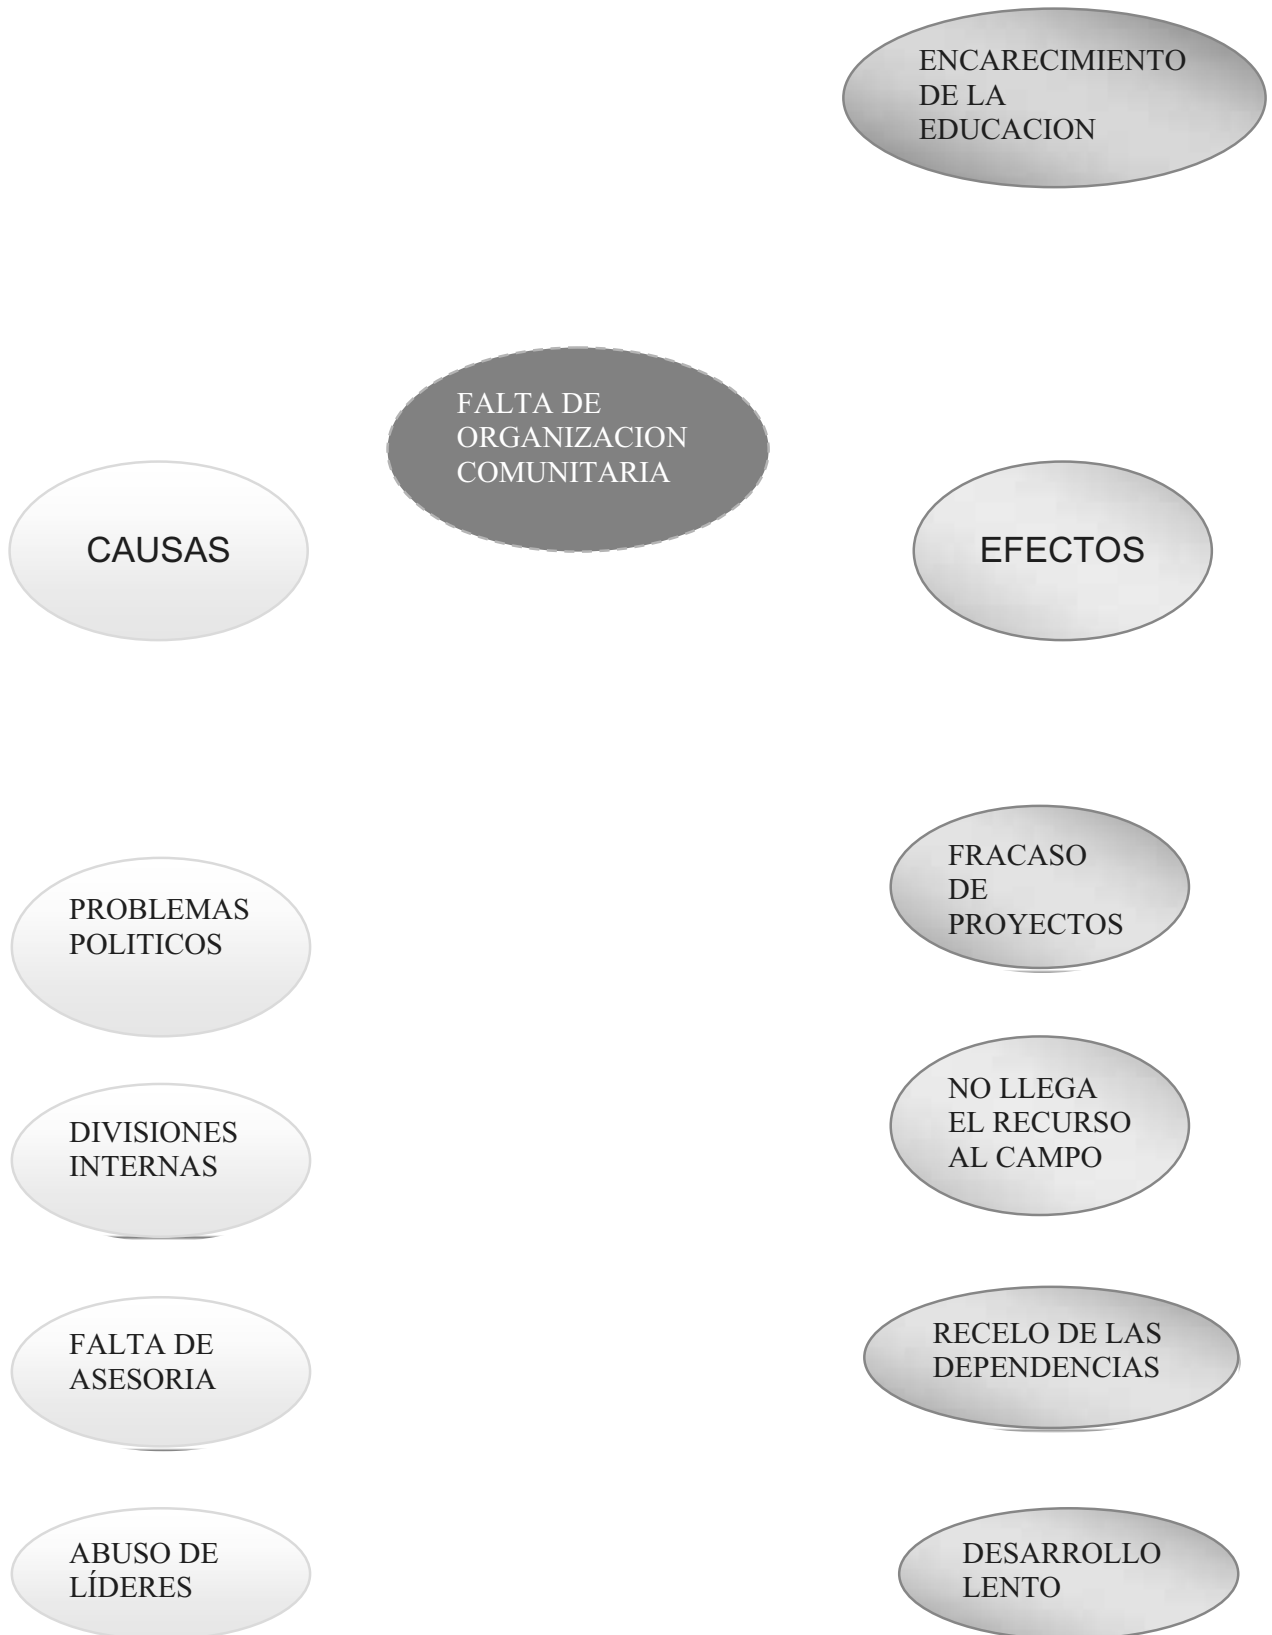 ENCARECIMIENTO
DE LA
EDUCACION
FALTA DE
ORGANIZACION
COMUNITARIA
CAUSAS
EFECTOS
PROBLEMAS
POLITICOS
FRACASO
DE
PROYECTOS
DIVISIONES
INTERNAS
NO LLEGA
EL RECURSO
AL CAMPO
FALTA DE
ASESORIA
RECELO DE LAS
DEPENDENCIAS
ABUSO DE
LÍDERES
DESARROLLO
LENTO